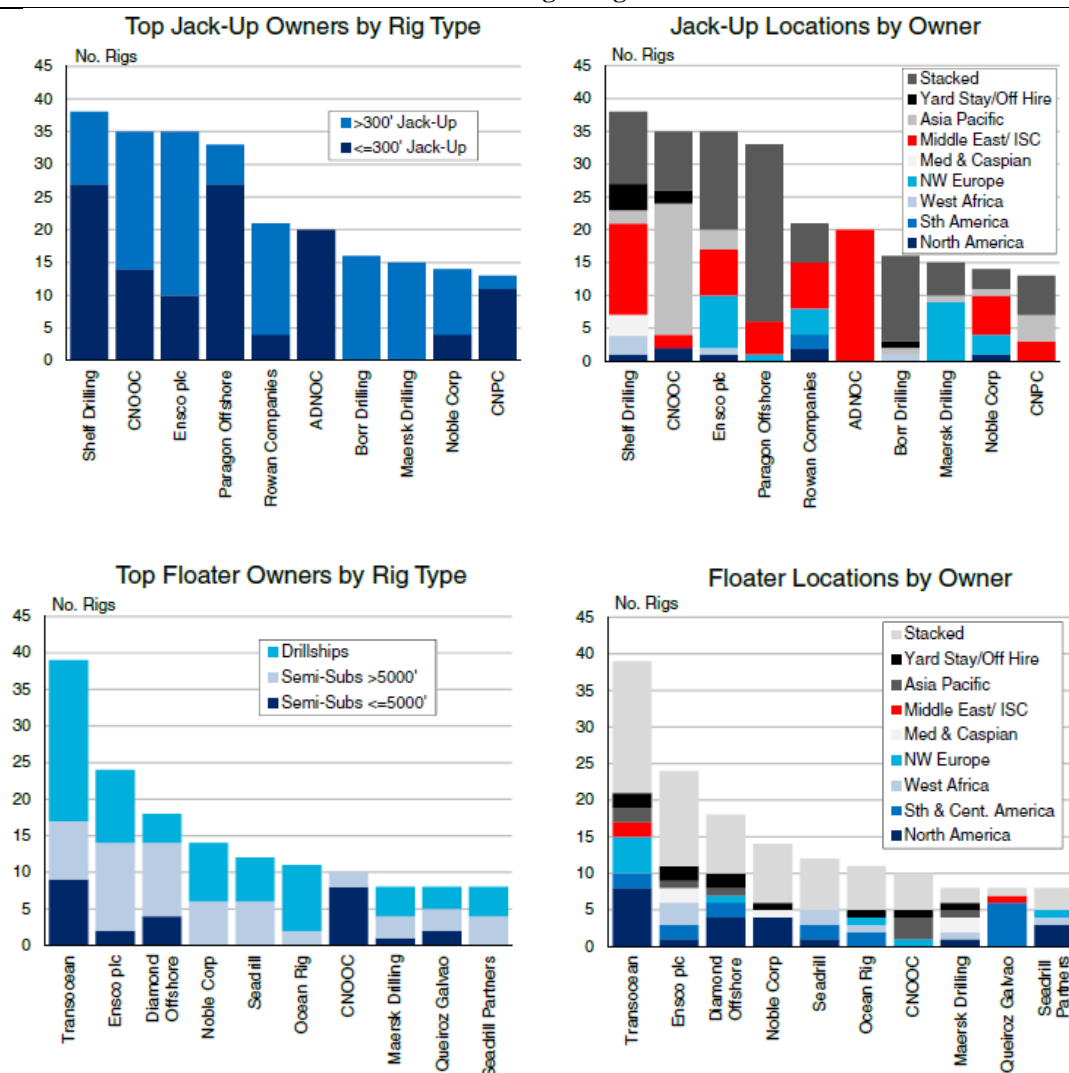 Top Jack-Up Owners by Rig Type
No. Rigs
45
40
35
30
25
20
15
10
5
0
>300' Jack-Up
<=300' Jack-Up
Shelf Drilling
CNOOC
Ensco plc
Paragon Offshore
Rowan Companies
ADNOC
Borr Drilling
Maersk Drilling
Noble Corp
CNPC
Jack-Up Locations by Owner
No. Rigs
45
40
35
30
25
20
15
10
5
0
Stacked
Yard Stay/Off Hire
Asia Pacific
Middle East/ ISC
Med & Caspian
NW Europe
West Africa
Sth America
North America
Shelf Drilling
CNOOC
Ensco plc
Paragon Offshore
Rowan Companies
ADNOC
Borr Drilling
Maersk Drilling
Noble Corp
CNPC
Top Floater Owners by Rig Type
No. Rigs
45
40
35
30
25
20
15
10
5
0
Drillships
Semi-Subs >5000'
Semi-Subs <=5000'
Transocean
Ensco plc
Diamond
Offshore
Noble Corp
Seadrill
Ocean Rig
CNOOC
Maersk Drilling
Queiroz Galvao
Seadrill Partners
Floater Locations by Owner
No. Rigs
45
40
35
30
25
20
15
10
5
0
Stacked
Yard Stay/Off Hire
Asia Pacific
Middle East/ ISC
Med & Caspian
NW Europe
West Africa
Sth & Cent. America
North America
Transocean
Ensco plc
Diamond
Offshore
Noble Corp
Seadrill
Ocean Rig
CNOOC
Maersk Drilling
Queiroz Galvao
Seadrill
Partners